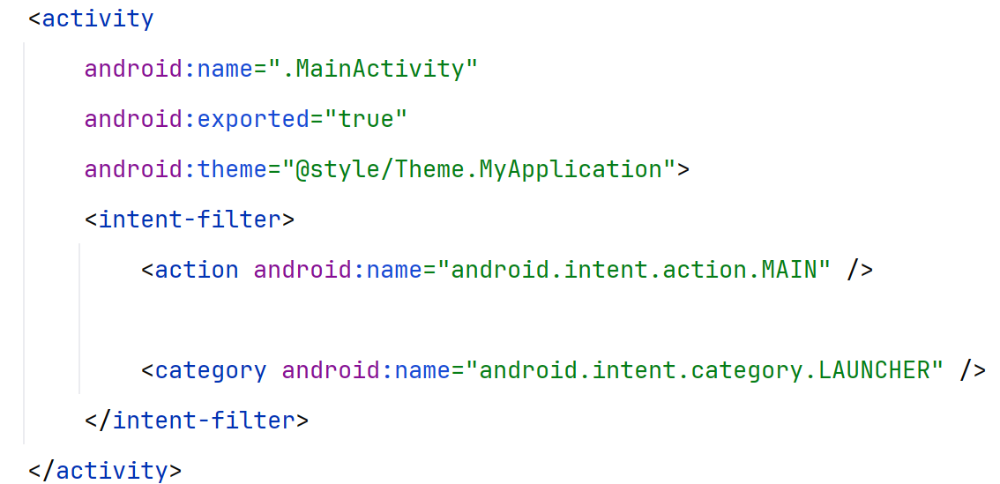 <activity
android:name=".MainActivity"
android:exported="true"
android:theme="@style/Theme.MyApplication">
<intent-filter>
<action android:name="android.intent.action.MAIN" />
<category android:name="android.intent.category.LAUNCHER" />
</intent-filter>
</activity>